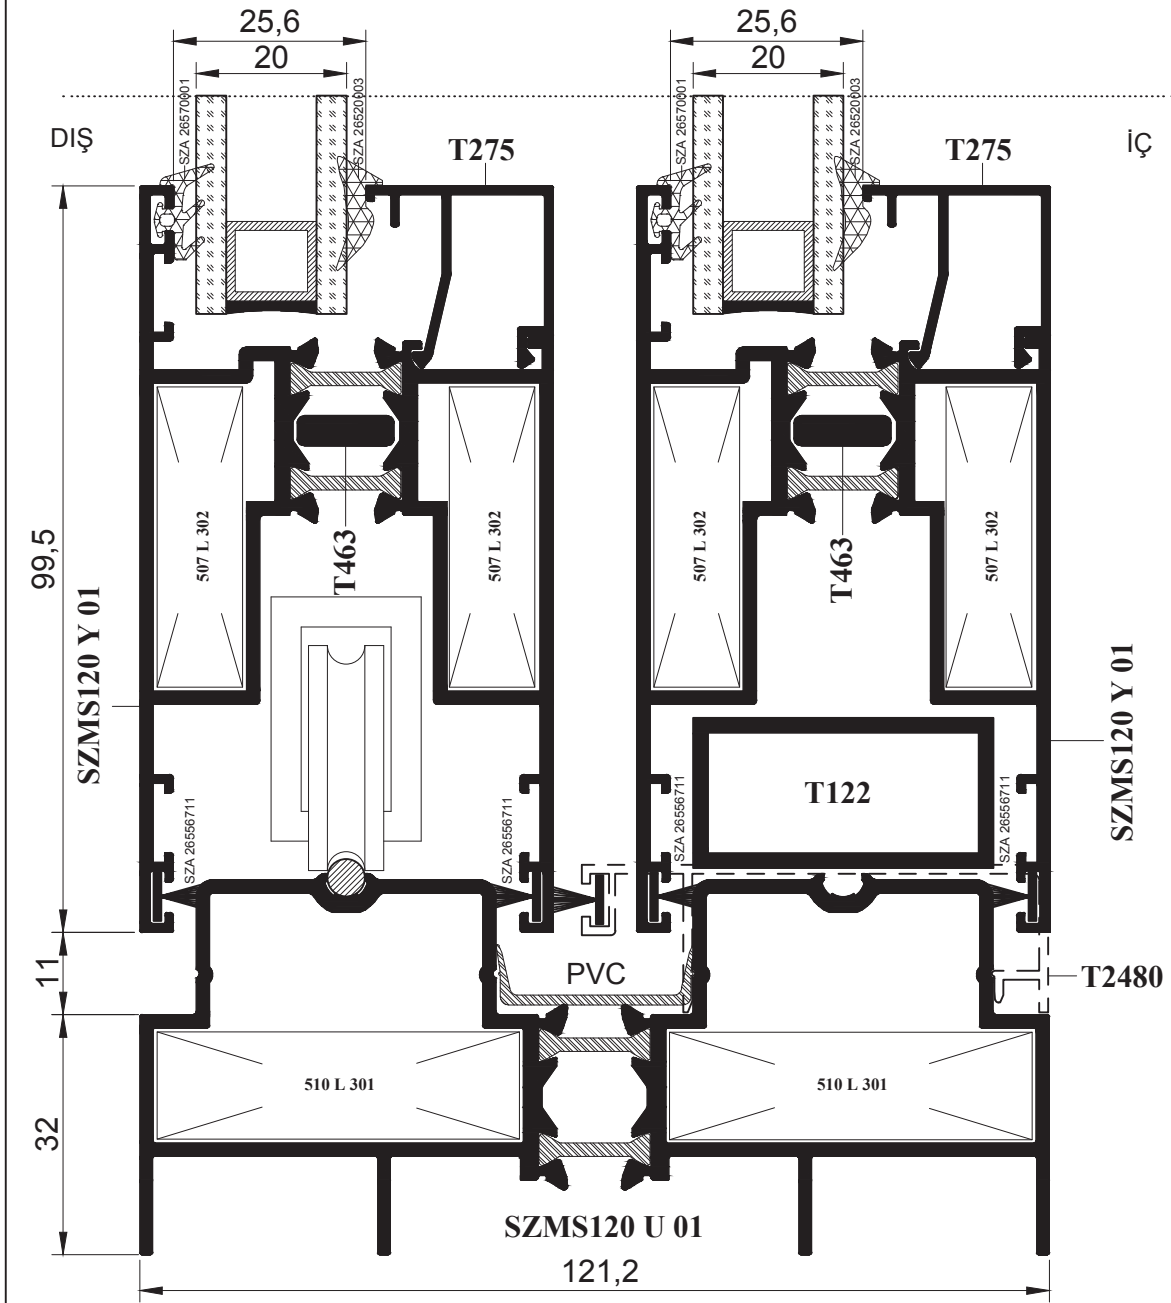 25,6
25,6
20
20
SZA 26570001
SZA 26520003
SZA 26570001
SZA 26520003
DIŞ
İÇ
T275
T275
507 L 302
507 L 302
507 L 302
507 L 302
T463
T463
99,5
SZMS120 Y 01
SZMS120 Y 01
T122
SZA 26556711
SZA 26556711
SZA 26556711
SZA 26556711
11
PVC
T2480
32
510 L 301
510 L 301
SZMS120 U 01
121,2